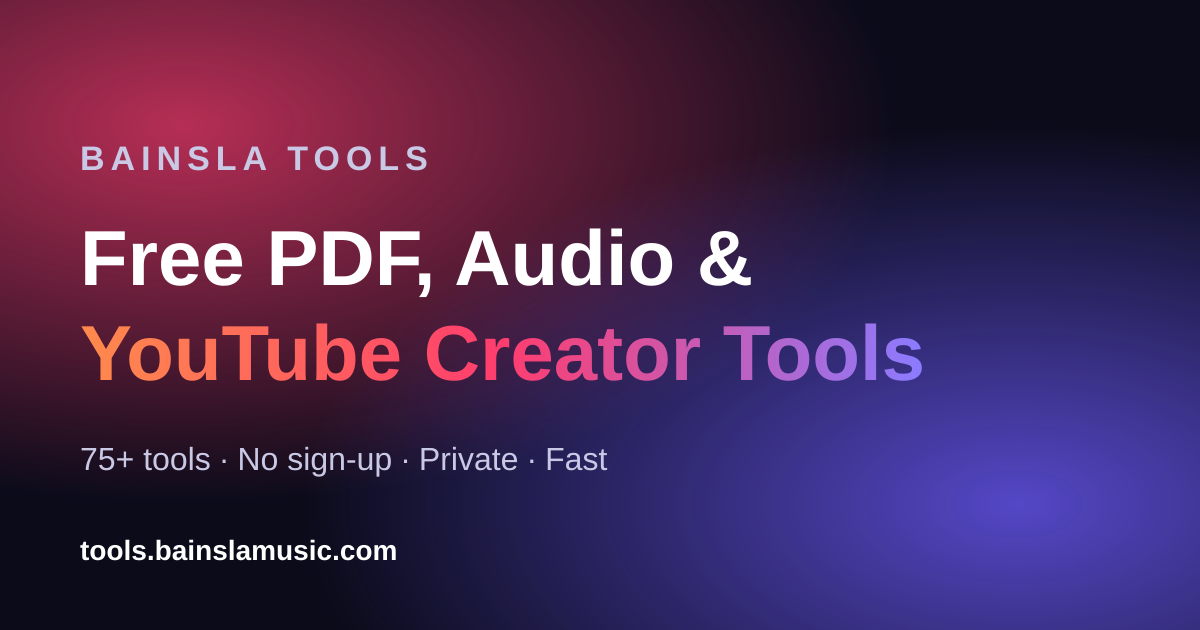 BAINSLA TOOLS
Free PDF, Audio &
YouTube Creator Tools
75+ tools · No sign-up · Private · Fast
tools.bainslamusic.com